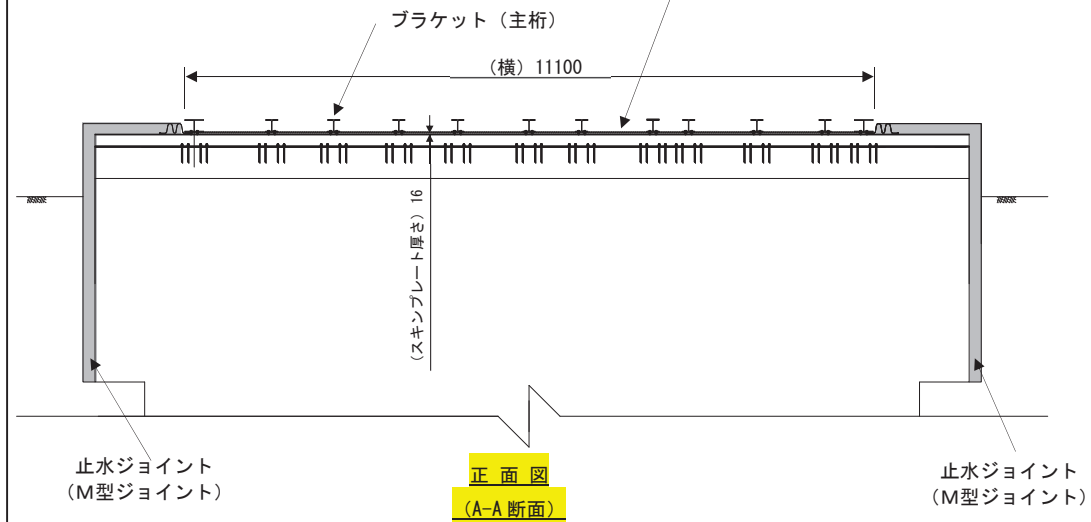 ブラケット（主桁）
（横）11100
（スキンプレート厚さ）16
止水ジョイント
（Ｍ型ジョイント）
正 面 図
（A-A 断面）
止水ジョイント
（Ｍ型ジョイント）